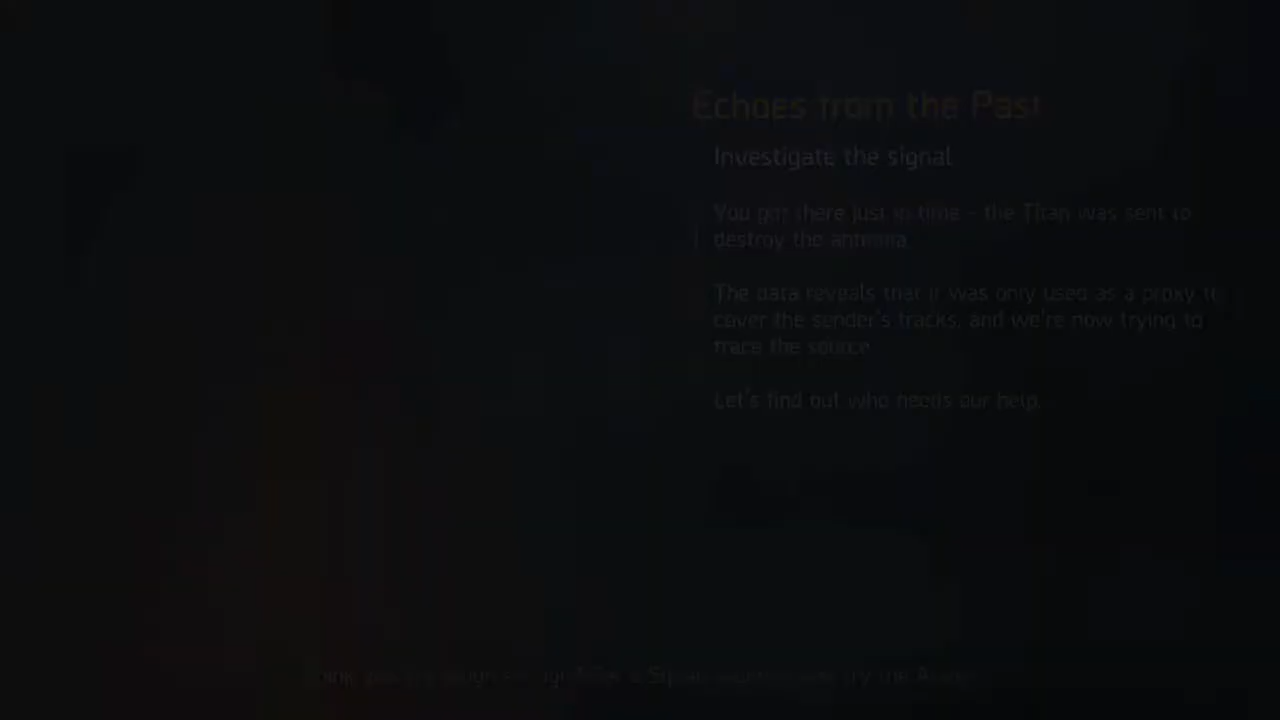 Echoes from the Past
Investigate the signal
You got there just in time - the Titan was sent to
destroy the antenna.
The data reveals that it was only used as a proxy to
cover the sender's tracks, and we're now trying to
trace the source.
Let's find out who needs our help.
try the